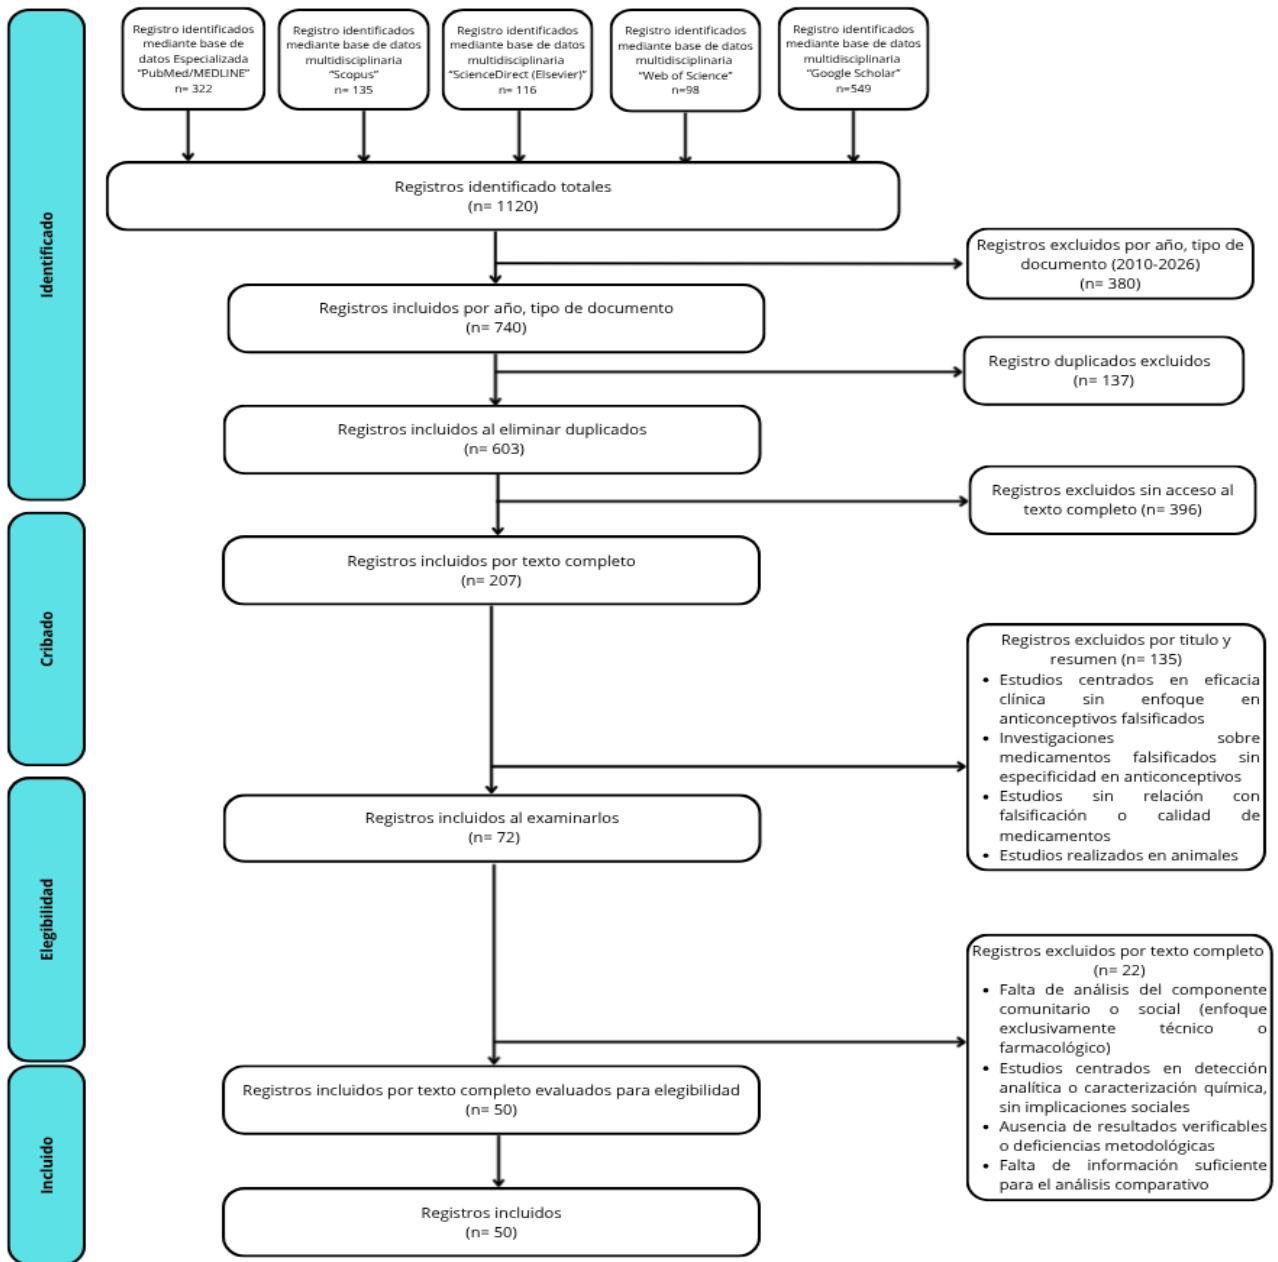 Registro identificados
mediante base de
datos Especializada
"PubMed/MEDLINE"
n= 322
Registro identificados
mediante base de datos
multidisciplinaria
"Scopus"
n= 135
Registro identificados
mediante base de datos
multidisciplinaria
"ScienceDirect (Elsevier)"
n= 116
Registro identificados
mediante base de datos
multidisciplinaria
"Web of Science"
n=98
Registro identificados
mediante base de datos
multidisciplinaria
"Google Scholar"
n=549
Identificado
Registros identificado totales
(n= 1120)
Registros excluidos por año, tipo de
documento (2010-2026)
(n= 380)
Registros incluidos por año, tipo de documento
(n= 740)
Registro duplicados excluidos
(n= 137)
Registros incluidos al eliminar duplicados
(n= 603)
Registros excluidos sin acceso al
texto completo (n= 396)
Cribado
Registros incluidos por texto completo
(n= 207)
Registros excluidos por titulo y
resumen (n= 135)
• Estudios centrados en eficacia
clínica sin enfoque en
anticonceptivos falsificados
• Investigaciones sobre
medicamentos falsificados sin
especificidad en anticonceptivos
• Estudios sin relación con
falsificación o calidad de
medicamentos
• Estudios realizados en animales
Elegibilidad
Registros incluidos al examinarlos
(n= 72)
Registros excluidos por texto completo
(n= 22)
• Falta de análisis del componente
comunitario o social (enfoque
exclusivamente técnico o
farmacológico)
• Estudios centrados en detección
analítica o caracterización química,
sin implicaciones sociales
• Ausencia de resultados verificables
o deficiencias metodológicas
• Falta de información suficiente
para el análisis comparativo
Incluido
Registros incluidos por texto completo evaluados para elegibilidad
(n= 50)
Registros incluidos
(n= 50)